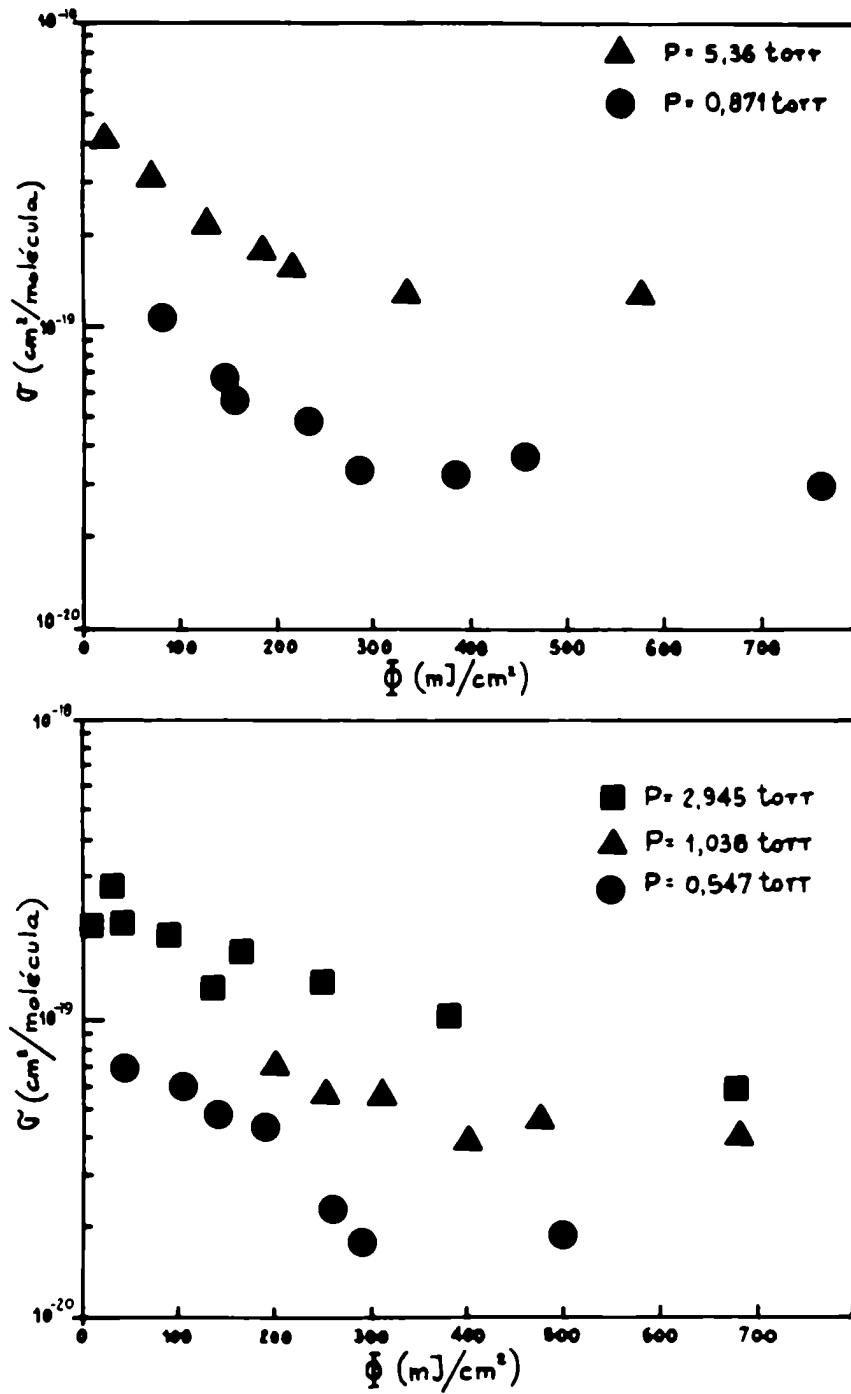 10⁻¹⁸
▲ P= 5,36 torr
● P= 0,871 torr
σ (cm²/molécula)
10⁻¹⁹
10⁻²⁰
0 100 200 300 400 500 600 700
Φ (mJ/cm²)
10⁻¹⁸
■ P= 2,945 torr
▲ P= 1,038 torr
● P= 0,547 torr
σ (cm²/molécula)
10⁻¹⁹
10⁻²⁰
0 100 200 300 400 500 600 700
Φ (mJ/cm²)